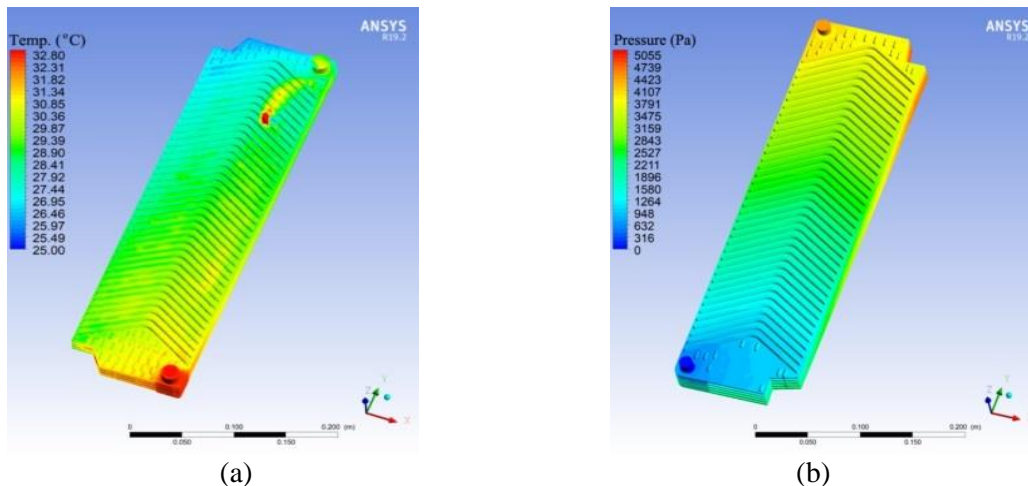 ANSYS
R19.2
Temp. (°C)
32.80
32.31
31.82
31.34
30.85
30.36
29.87
29.39
28.90
28.41
27.92
27.44
26.95
26.46
25.97
25.49
25.00
Z
Y
X
0
0.100
0.200 (m)
0.050
0.150
(a)
ANSYS
R19.2
Pressure (Pa)
5055
4739
4423
4107
3791
3475
3159
2843
2527
2211
1896
1580
1264
948
632
316
0
Z
Y
X
0
0.100
0.200 (m)
0.050
0.150
(b)